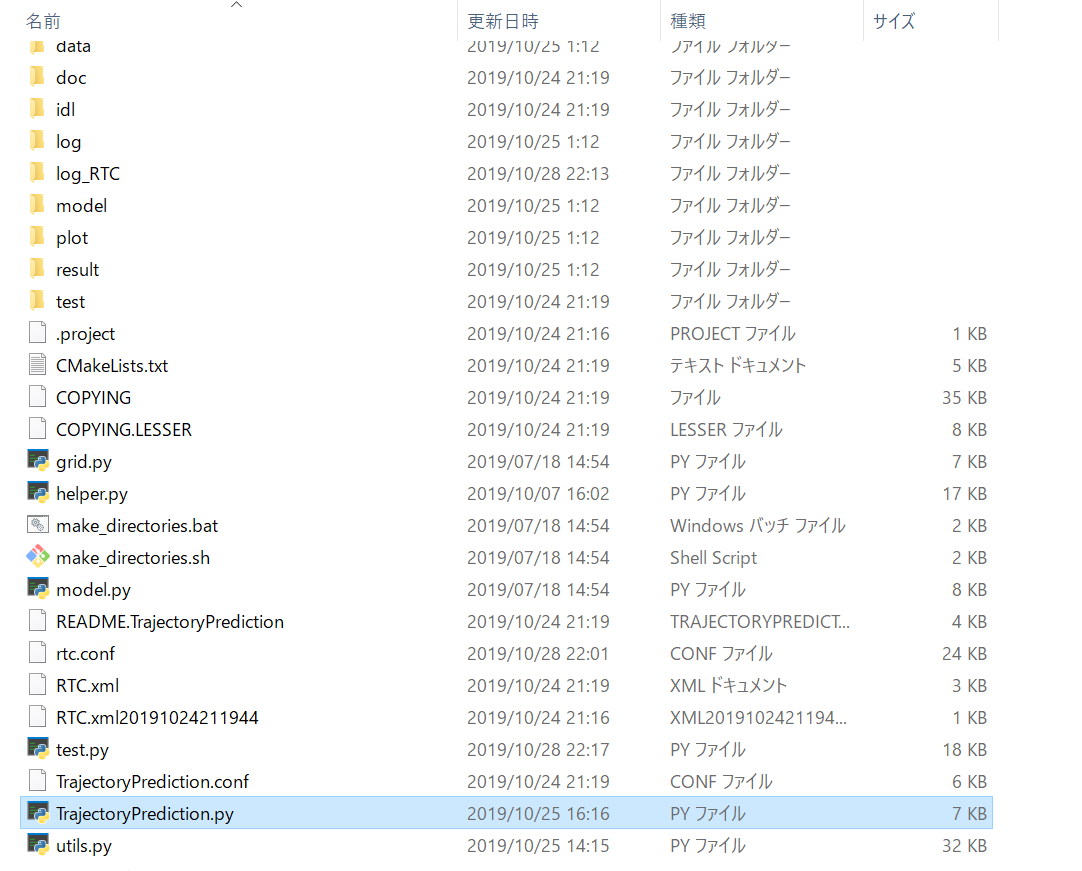 名前 更新日時 種類 サイズ
data 2019/10/25 1:12 ファイル フォルダー
doc 2019/10/24 21:19 ファイル フォルダー
idl 2019/10/24 21:19 ファイル フォルダー
log 2019/10/25 1:12 ファイル フォルダー
log_RTC 2019/10/28 22:13 ファイル フォルダー
model 2019/10/25 1:12 ファイル フォルダー
plot 2019/10/25 1:12 ファイル フォルダー
result 2019/10/25 1:12 ファイル フォルダー
test 2019/10/24 21:19 ファイル フォルダー
.project 2019/10/24 21:16 PROJECT ファイル 1 KB
CMakeLists.txt 2019/10/24 21:19 テキスト ドキュメント 5 KB
COPYING 2019/10/24 21:19 ファイル 35 KB
COPYING.LESSER 2019/10/24 21:19 LESSER ファイル 8 KB
grid.py 2019/07/18 14:54 PY ファイル 7 KB
helper.py 2019/10/07 16:02 PY ファイル 17 KB
make_directories.bat 2019/07/18 14:54 Windows バッチ ファイル 2 KB
make_directories.sh 2019/07/18 14:54 Shell Script 2 KB
model.py 2019/07/18 14:54 PY ファイル 8 KB
README.TrajectoryPrediction 2019/10/24 21:19 TRAJECTORYPREDICT... 4 KB
rtc.conf 2019/10/28 22:01 CONF ファイル 24 KB
RTC.xml 2019/10/24 21:19 XML ドキュメント 3 KB
RTC.xml20191024211944 2019/10/24 21:16 XML2019102421194... 1 KB
test.py 2019/10/28 22:17 PY ファイル 18 KB
TrajectoryPrediction.conf 2019/10/24 21:19 CONF ファイル 6 KB
TrajectoryPrediction.py 2019/10/25 16:16 PY ファイル 7 KB
utils.py 2019/10/25 14:15 PY ファイル 32 KB